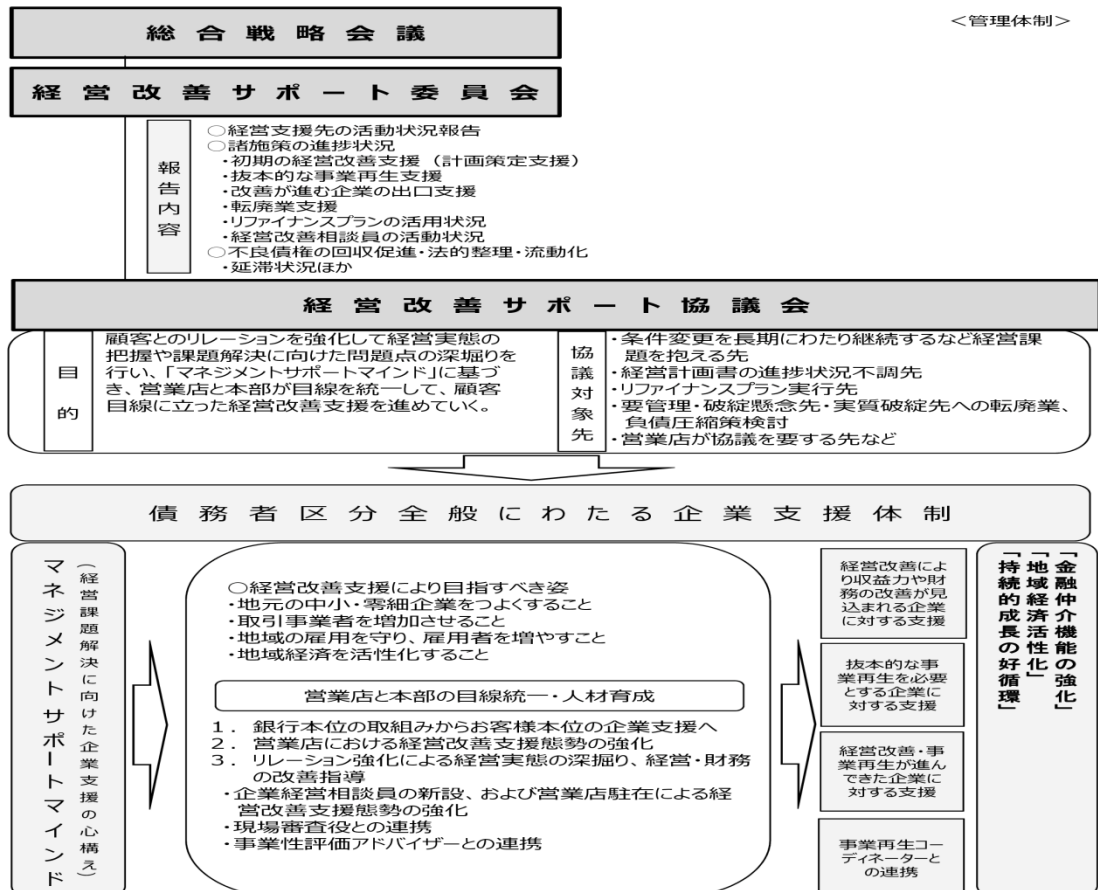 ＜管理体制＞
総合戦略会議
経営改善サポート委員会
報告内容
○経営支援先の活動状況報告
○諸施策の進捗状況
・初期の経営改善支援（計画策定支援）
・抜本的な事業再生支援
・改善が進む企業の出口支援
・転廃業支援
・リファイナンスプランの活用状況
・経営改善相談員の活動状況
○不良債権の回収促進・法的整理・流動化
・延滞状況ほか
経営改善サポート協議会
目的
顧客とのリレーションを強化して経営実態の
把握や課題解決に向けた問題点の深堀りを
行い、「マネジメントサポートマインド」に基づ
き、営業店と本部が目線を統一して、顧客
目線に立った経営改善支援を進めていく。
協議対象先
・条件変更を長期にわたり継続するなど経営課
題を抱える先
・経営計画書の進捗状況不調先
・リファイナンスプラン実行先
・要管理・破綻懸念先・実質破綻先への転廃業、
負債圧縮策検討
・営業店が協議を要する先など
債務者区分全般にわたる企業支援体制
マネジメントサポートマインド
（経営課題解決に向けた企業支援の心構え）
○経営改善支援により目指すべき姿
・地元の中小・零細企業をつよくすること
・取引事業者を増加させること
・地域の雇用を守り、雇用者を増やすこと
・地域経済を活性化すること
営業店と本部の目線統一・人材育成
１．銀行本位の取組みからお客様本位の企業支援へ
２．営業店における経営改善支援態勢の強化
３．リレーション強化による経営実態の深掘り、経営・財務
の改善指導
・企業経営相談員の新設、および営業店駐在による経
営改善支援態勢の強化
・現場審査役との連携
・事業性評価アドバイザーとの連携
経営改善によ
り収益力や財
務の改善が見
込まれる企業
に対する支援
抜本的な事
業再生を必要
とする企業に
対する支援
経営改善・事
業再生が進ん
できた企業に
対する支援
事業再生コー
ディネーターと
の連携
「金融仲介機能の強化」
「地域経済活性化」
「持続的成長の好循環」